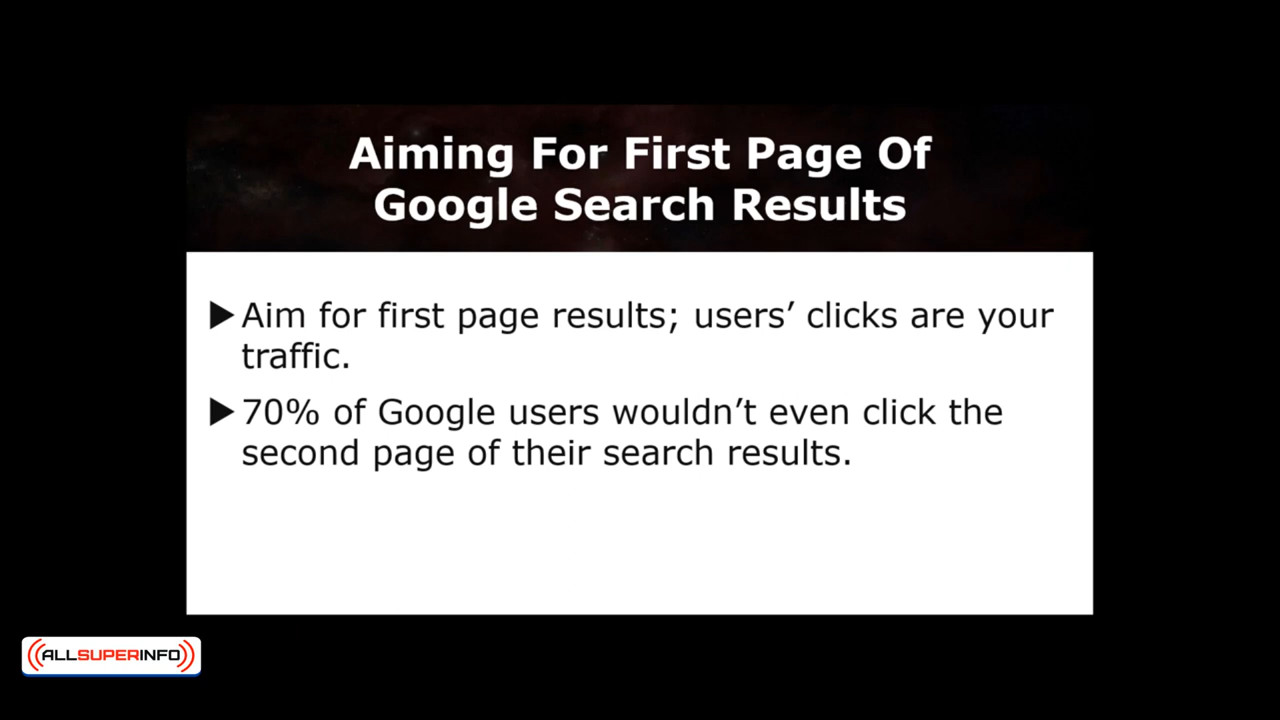 Aiming For First Page Of
Google Search Results
▶Aim for first page results; users’ clicks are your
traffic.
▶70% of Google users wouldn’t even click the
second page of their search results.
((ALLSUPERINFO))